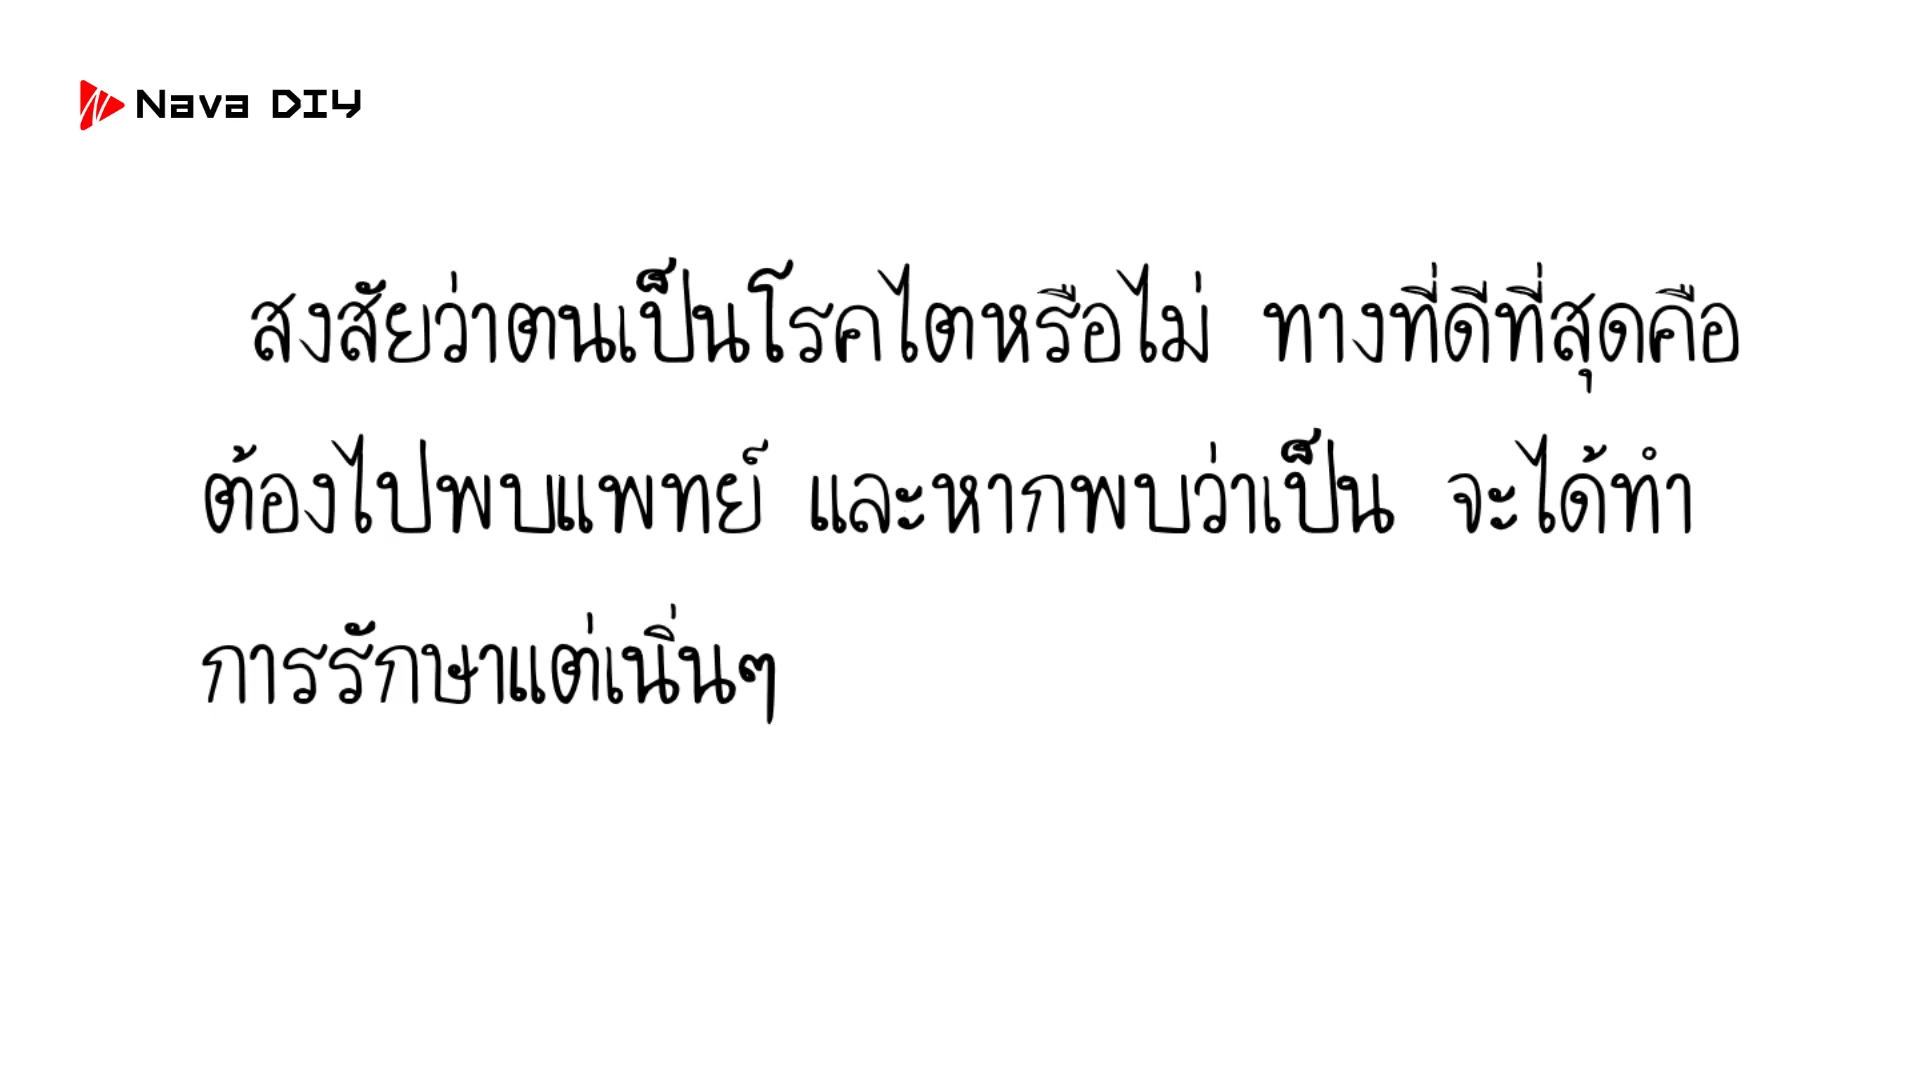 Nava DIY
สงสัยว่าตนเป็นโรคไตหรือไม่ ทางที่ดีที่สุดคือ
ต้องไปพบแพทย์ และหากพบว่าเป็น จะได้ทำ
การรักษาแต่เนิ่นๆ